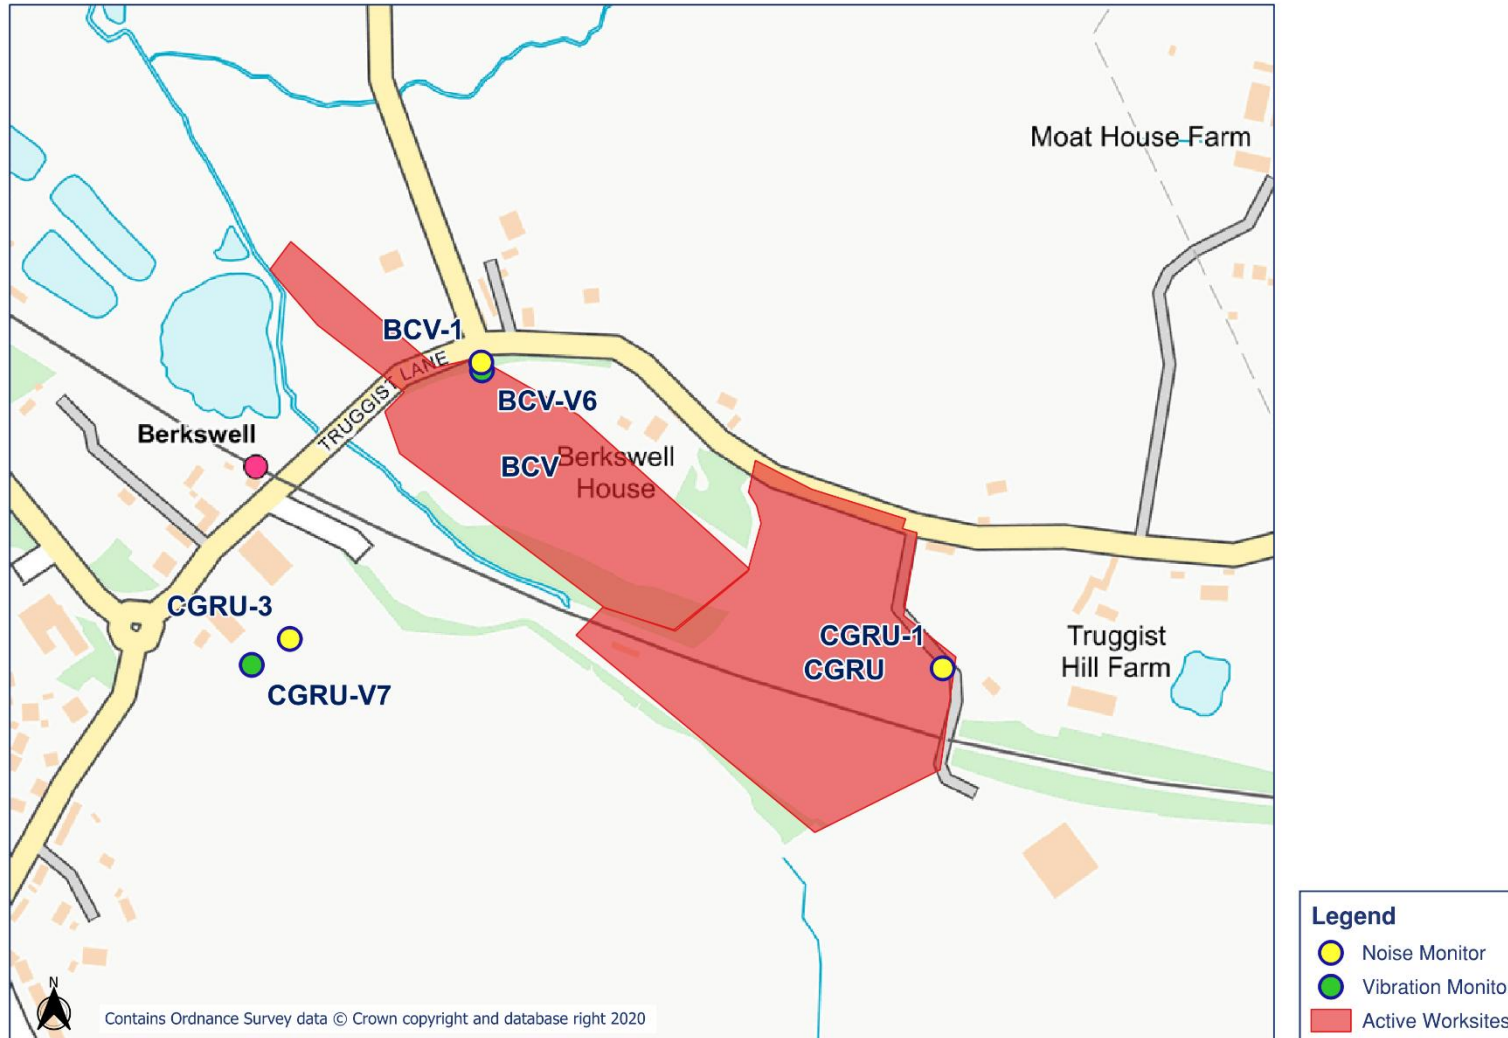 Moat House Farm
BCV-1
TRUGGIST LANE
BCV-V6
Berkswell
BCV
Berkswell
House
CGRU-3
CGRU-1
CGRU
Truggist
Hill Farm
CGRU-V7
Legend
Noise Monitor
Vibration Monito
Active Worksites
N
Contains Ordnance Survey data © Crown copyright and database right 2020